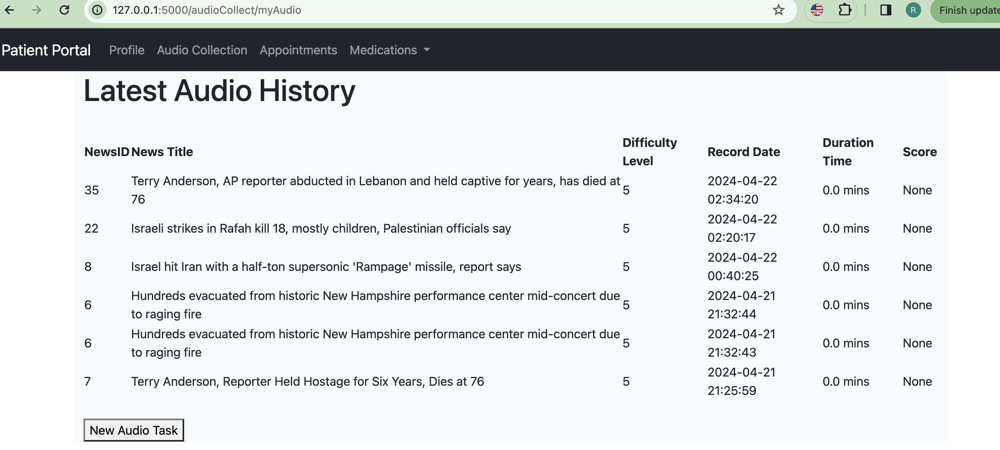 127.0.0.1:5000/audioCollect/myAudio
R
Finish update
Patient Portal Profile Audio Collection Appointments Medications
Latest Audio History
NewsID News Title Difficulty Level Record Date Duration Time Score
35 Terry Anderson, AP reporter abducted in Lebanon and held captive for years, has died at 76 5 2024-04-22 02:34:20 0.0 mins None
22 Israeli strikes in Rafah kill 18, mostly children, Palestinian officials say 5 2024-04-22 02:20:17 0.0 mins None
8 Israel hit Iran with a half-ton supersonic 'Rampage' missile, report says 5 2024-04-22 00:40:25 0.0 mins None
6 Hundreds evacuated from historic New Hampshire performance center mid-concert due to raging fire 5 2024-04-21 21:32:44 0.0 mins None
6 Hundreds evacuated from historic New Hampshire performance center mid-concert due to raging fire 5 2024-04-21 21:32:43 0.0 mins None
7 Terry Anderson, Reporter Held Hostage for Six Years, Dies at 76 5 2024-04-21 21:25:59 0.0 mins None
New Audio Task